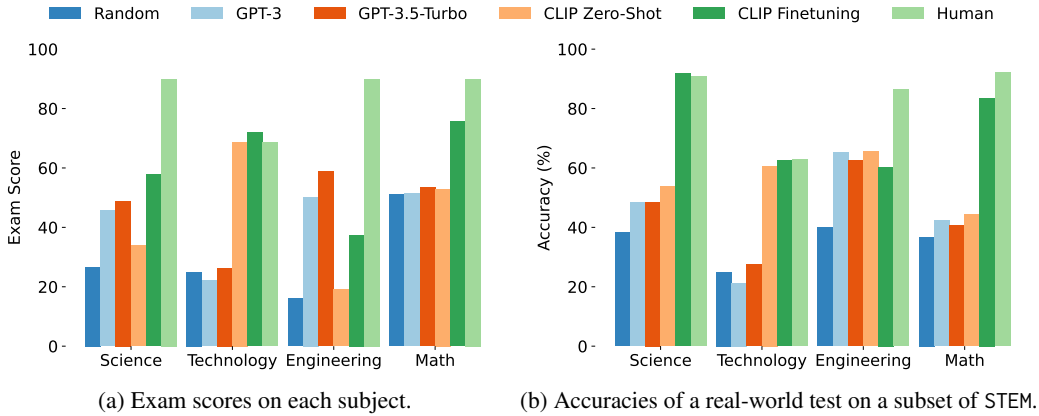 Random GPT-3 GPT-3.5-Turbo CLIP Zero-Shot CLIP Finetuning Human
100
80
60
40
20
0
Exam Score
Science Technology Engineering Math
(a) Exam scores on each subject.
100
80
60
40
20
0
Accuracy (%)
Science Technology Engineering Math
(b) Accuracies of a real-world test on a subset of STEM.